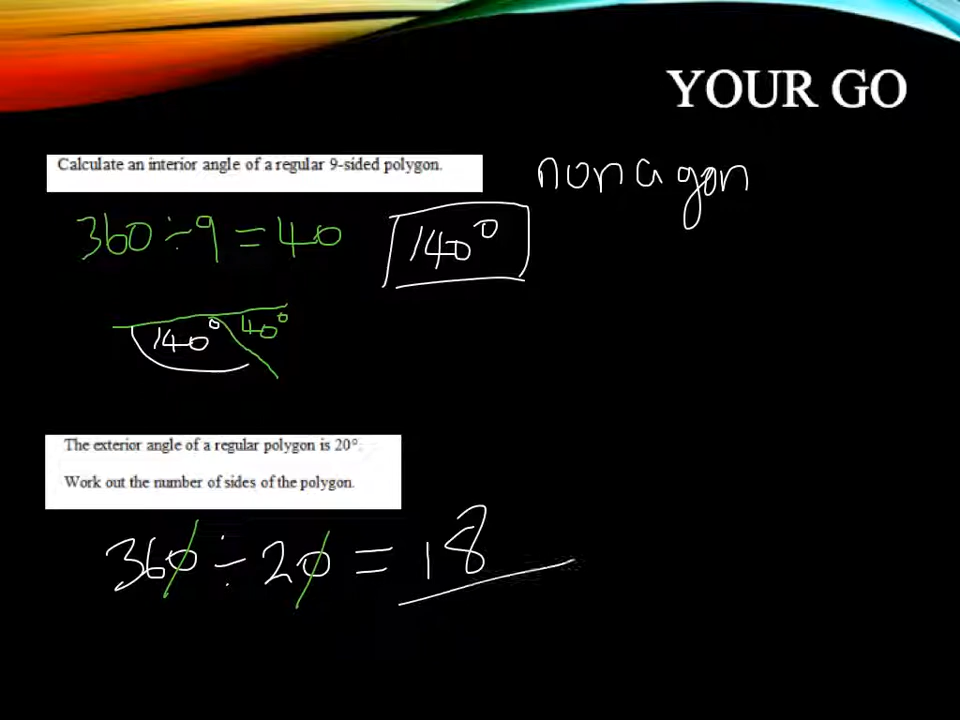 YOUR GO
Calculate an interior angle of a regular 9-sided polygon.
nonagon
360 ÷ 9 = 40
140°
140° 40°
The exterior angle of a regular polygon is 20°.
Work out the number of sides of the polygon.
360 ÷ 20 = 18